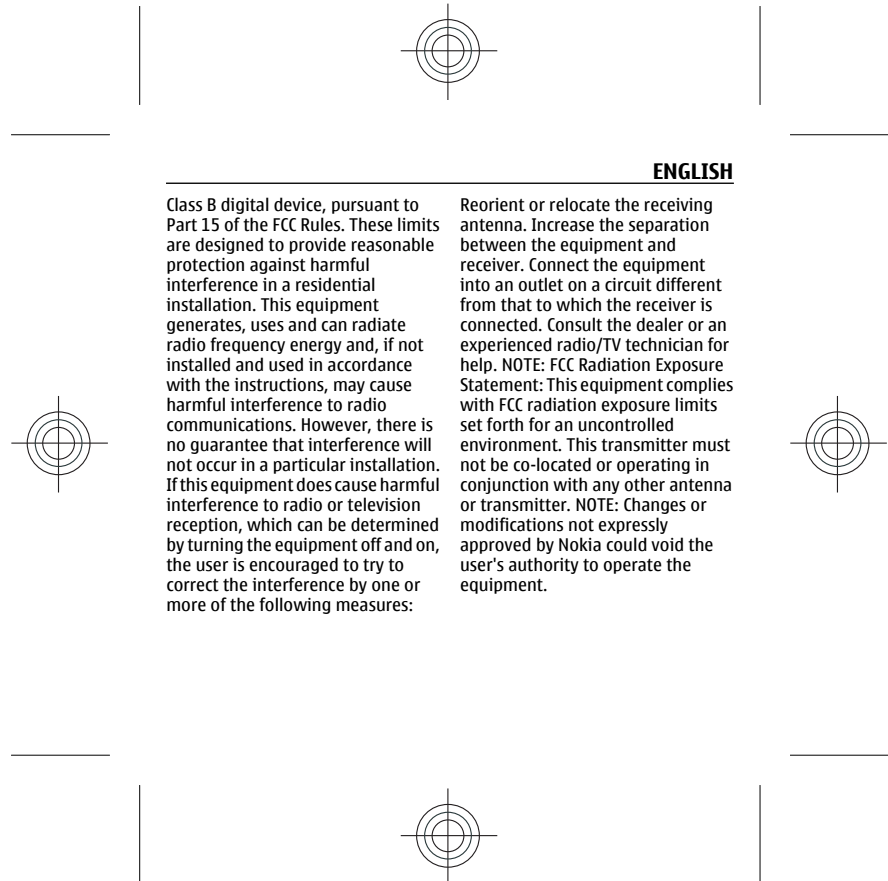 ENGLISH
Class B digital device, pursuant to
Part 15 of the FCC Rules. These limits
are designed to provide reasonable
protection against harmful
interference in a residential
installation. This equipment
generates, uses and can radiate
radio frequency energy and, if not
installed and used in accordance
with the instructions, may cause
harmful interference to radio
communications. However, there is
no guarantee that interference will
not occur in a particular installation.
If this equipment does cause harmful
interference to radio or television
reception, which can be determined
by turning the equipment off and on,
the user is encouraged to try to
correct the interference by one or
more of the following measures:
Reorient or relocate the receiving
antenna. Increase the separation
between the equipment and
receiver. Connect the equipment
into an outlet on a circuit different
from that to which the receiver is
connected. Consult the dealer or an
experienced radio/TV technician for
help. NOTE: FCC Radiation Exposure
Statement: This equipment complies
with FCC radiation exposure limits
set forth for an uncontrolled
environment. This transmitter must
not be co-located or operating in
conjunction with any other antenna
or transmitter. NOTE: Changes or
modifications not expressly
approved by Nokia could void the
user's authority to operate the
equipment.